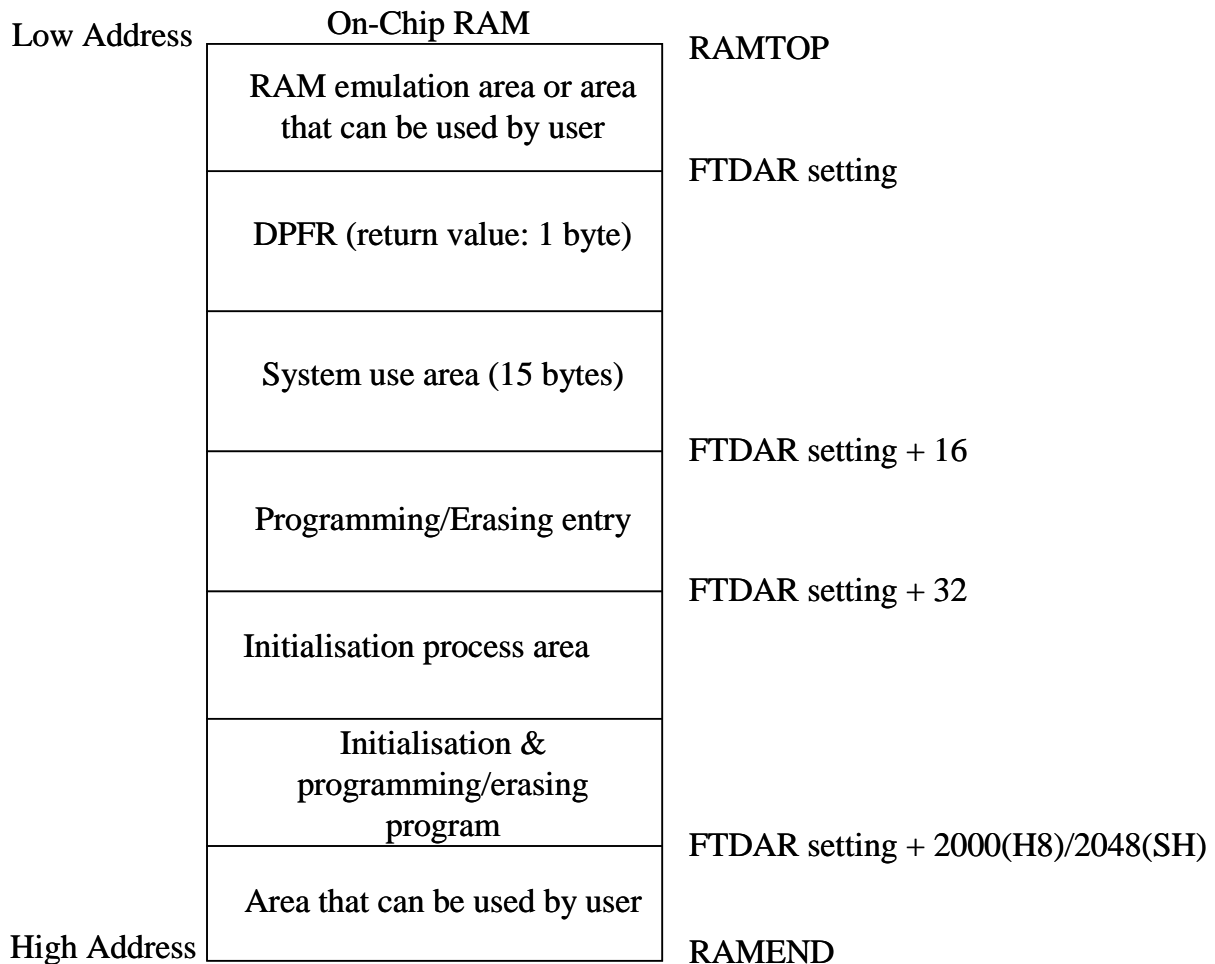 On-Chip RAM
Low Address
RAMTOP
RAM emulation area or area
that can be used by user
FTDAR setting
DPFR (return value: 1 byte)
System use area (15 bytes)
FTDAR setting + 16
Programming/Erasing entry
FTDAR setting + 32
Initialisation process area
Initialisation &
programming/erasing
program
FTDAR setting + 2000(H8)/2048(SH)
Area that can be used by user
High Address
RAMEND